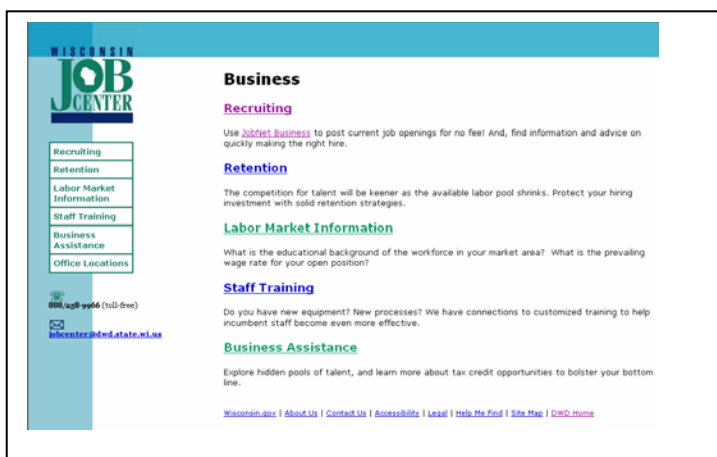 WISCONSIN
JOB
CENTER
Recruiting
Retention
Labor Market
Information
Staff Training
Business
Assistance
Office Locations
888/258-9966 (toll-free)
jobcenter@dwd.state.wi.us
Business
Recruiting
Use JobNet Business to post current job openings for no fee! And, find information and advice on
quickly making the right hire.
Retention
The competition for talent will be keener as the available labor pool shrinks. Protect your hiring
investment with solid retention strategies.
Labor Market Information
What is the educational background of the workforce in your market area? What is the prevailing
wage rate for your open position?
Staff Training
Do you have new equipment? New processes? We have connections to customized training to help
incumbent staff become even more effective.
Business Assistance
Explore hidden pools of talent, and learn more about tax credit opportunities to bolster your bottom
line.
Wisconsin.gov | About Us | Contact Us | Accessibility | Legal | Help Me Find | Site Map | DWD Home